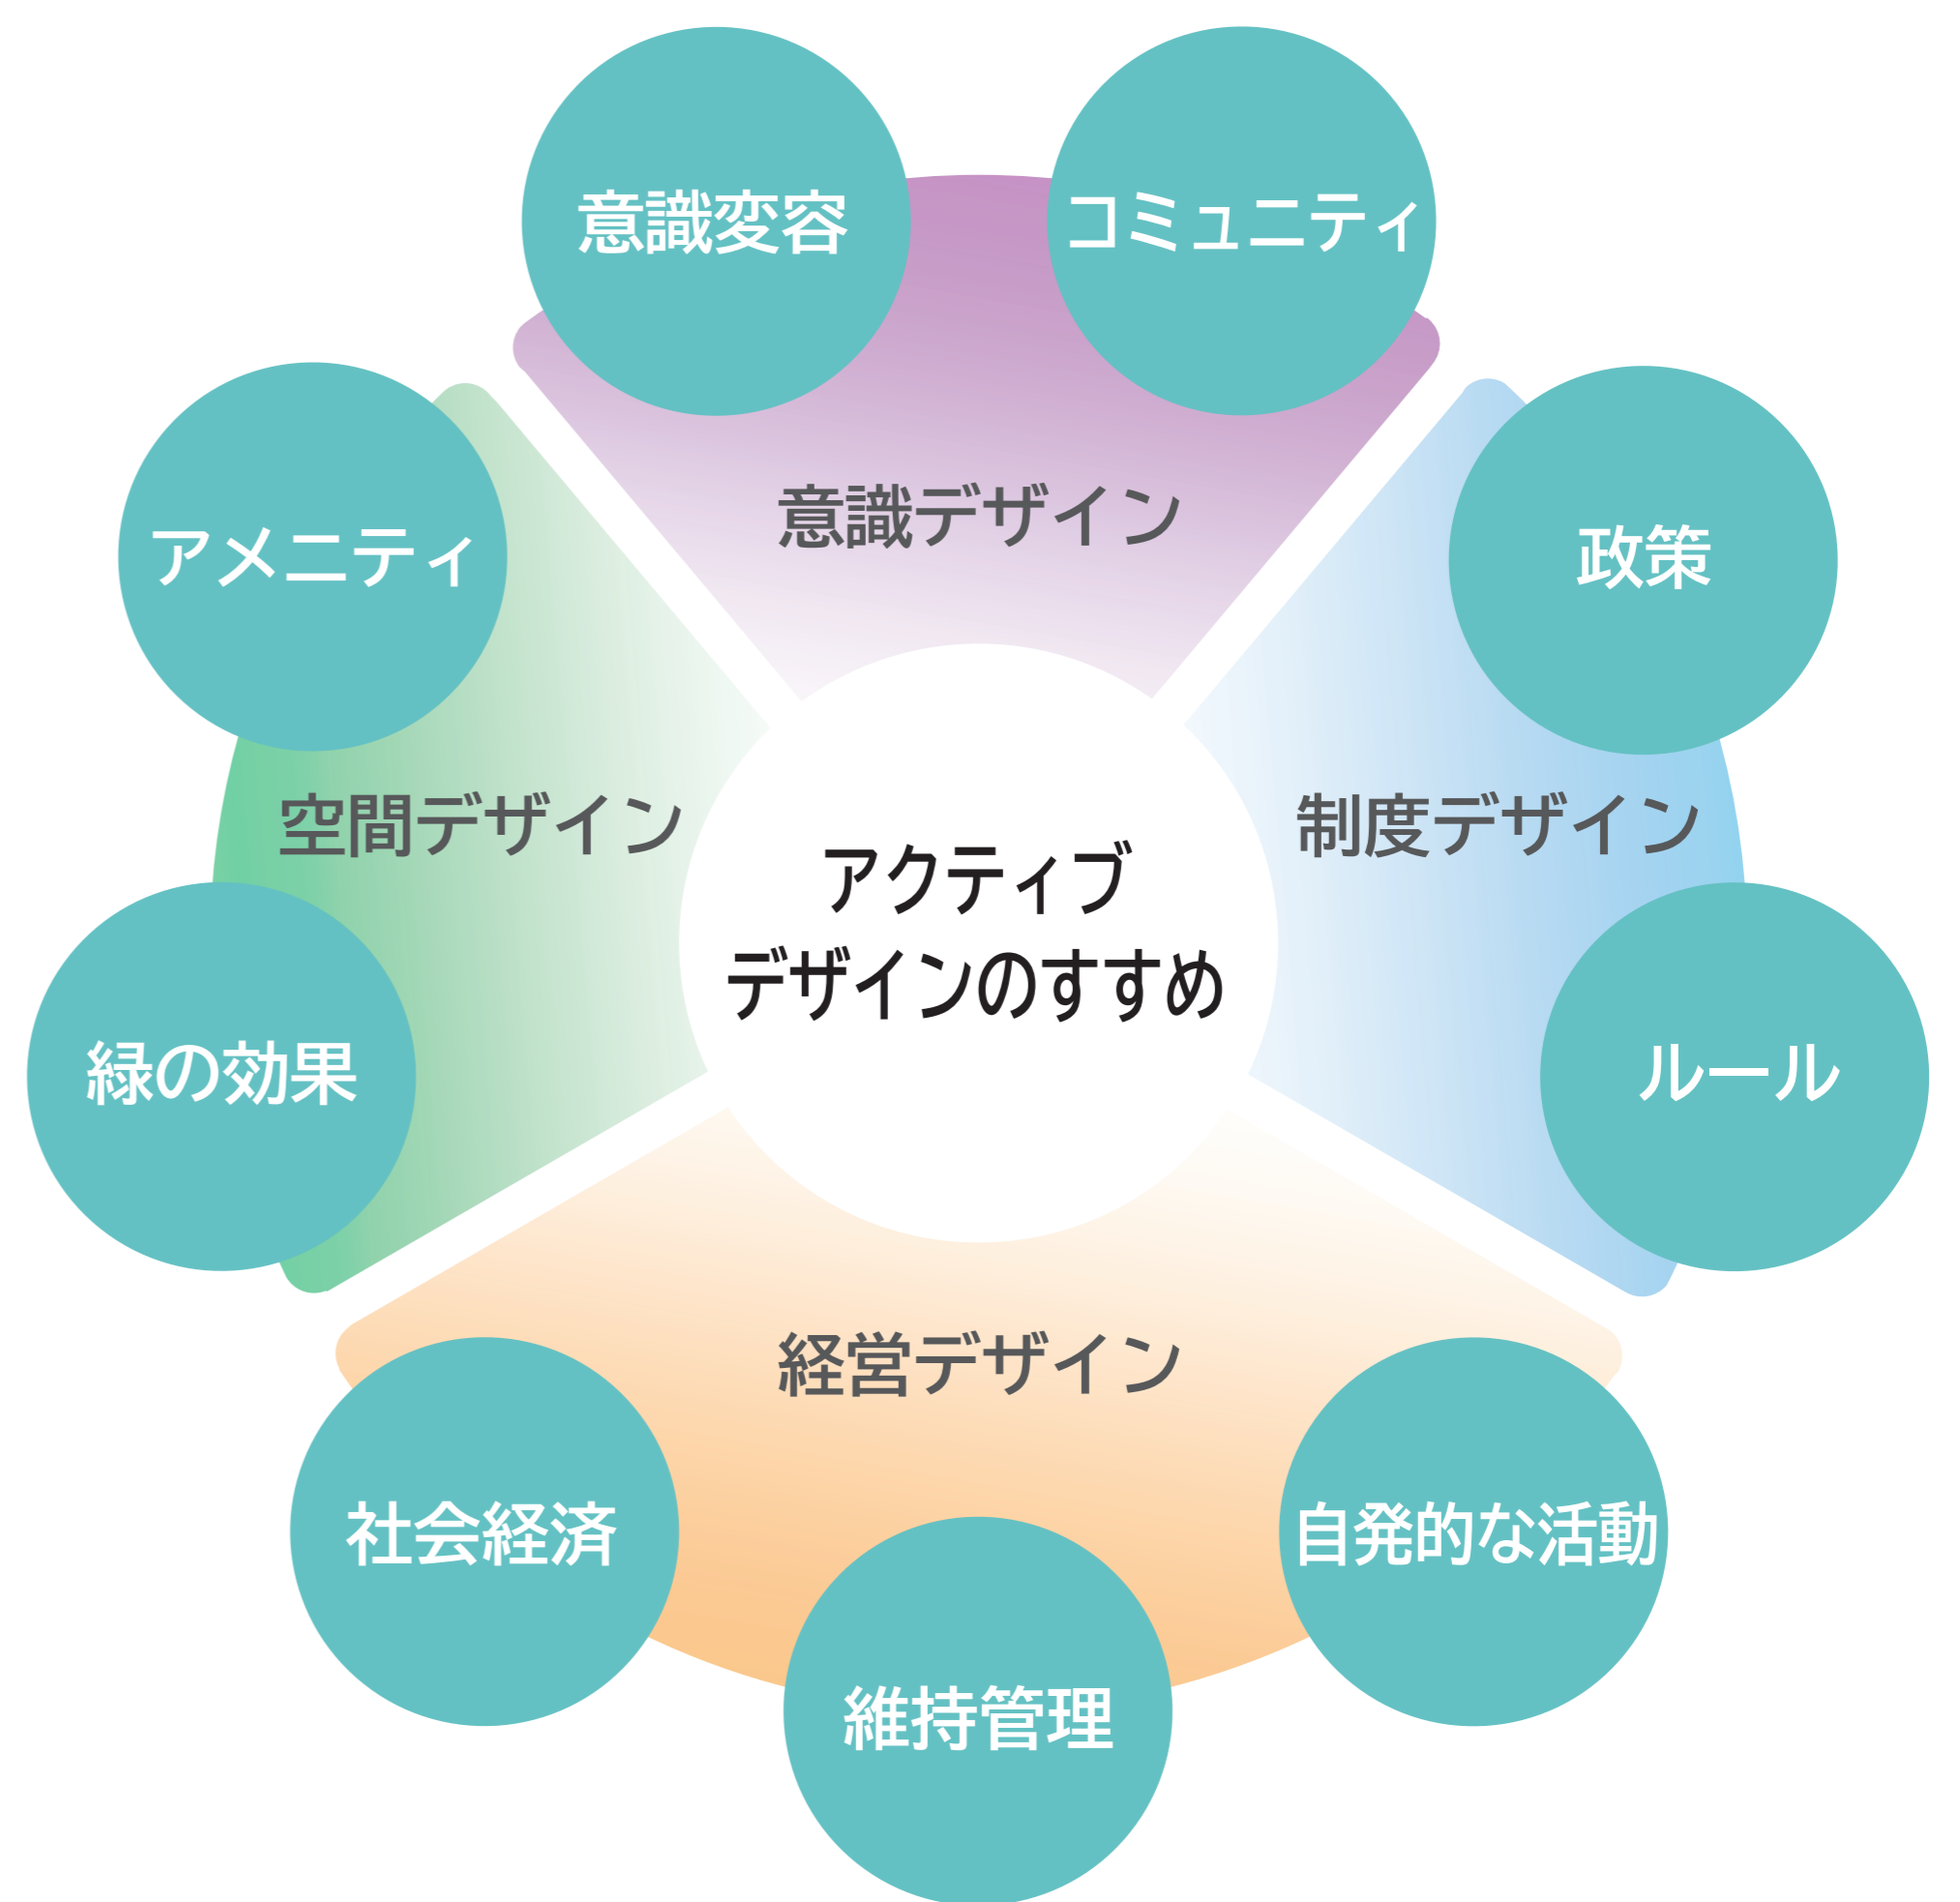 意識変容
コミュニティ
意識デザイン
アメニティ
政策
空間デザイン
制度デザイン
アクティブ
デザインのすすめ
緑の効果
ルール
経営デザイン
社会経済
自発的な活動
維持管理